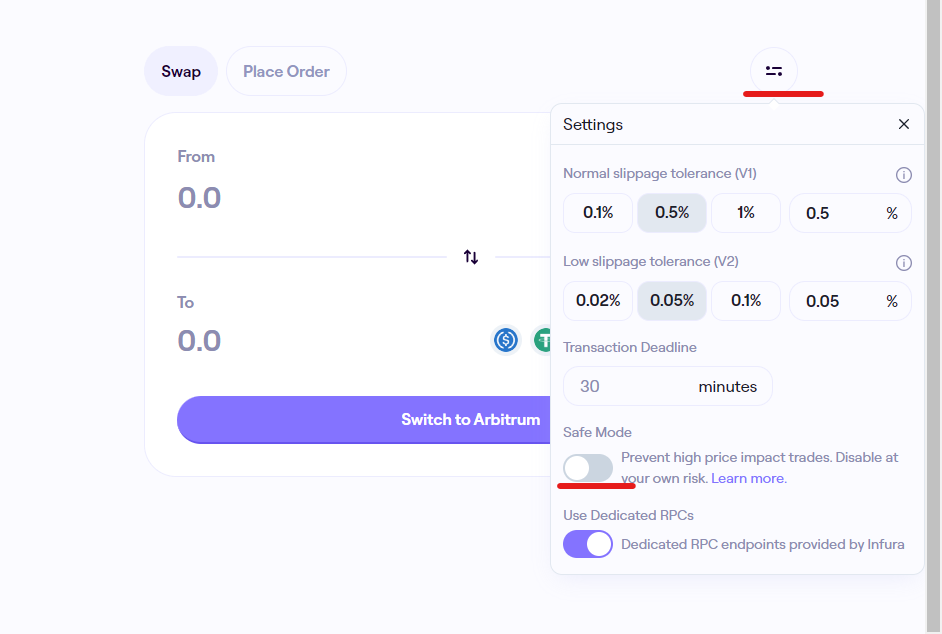 Swap
Place Order
From
0.0
To
0.0
Switch to Arbitrum
Settings
Normal slippage tolerance (V1)
0.1% 0.5% 1% 0.5 %
Low slippage tolerance (V2)
0.02% 0.05% 0.1% 0.05 %
Transaction Deadline
30 minutes
Safe Mode
Prevent high price impact trades. Disable at
your own risk. Learn more.
Use Dedicated RPCs
Dedicated RPC endpoints provided by Infura